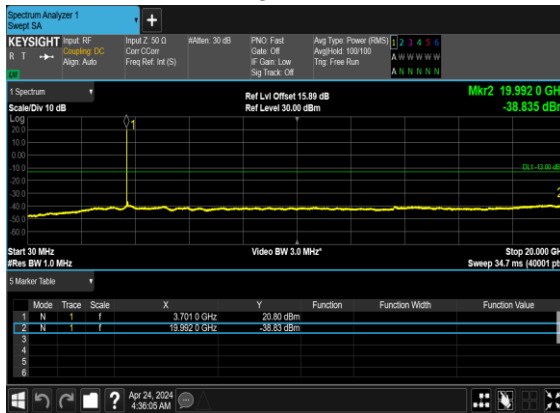 Spectrum Analyzer 1
Swept SA
KEYSIGHT
R T
LXI
Input: RF
Coupling: DC
Align: Auto
Input Z: 50 Ω
Corr CCorr
Freq Ref: Int (S)
#Atten: 30 dB
PNO: Fast
Gate: Off
IF Gain: Low
Sig Track: Off
Avg Type: Power (RMS)
Avg|Hold: 100/100
Trig: Free Run
1 2 3 4 5 6
A W W W W W
A N N N N N
1 Spectrum
Scale/Div 10 dB
Ref Lvl Offset 15.89 dB
Ref Level 30.00 dBm
Mkr2 19.992 0 GHz
-38.835 dBm
Log
20.0
10.0
0.00
-10.0
-20.0
-30.0
-40.0
-50.0
-60.0
1
DL1 -13.00 dB
2
Start 30 MHz
#Res BW 1.0 MHz
Video BW 3.0 MHz*
Stop 20.000 GH
Sweep 34.7 ms (40001 pt
5 Marker Table
Mode Trace Scale X Y Function Function Width Function Value
1 N 1 f 3.701 0 GHz 20.80 dBm
2 N 1 f 19.992 0 GHz -38.83 dBm
3
4
5
6
?
Apr 24, 2024
4:36:05 AM